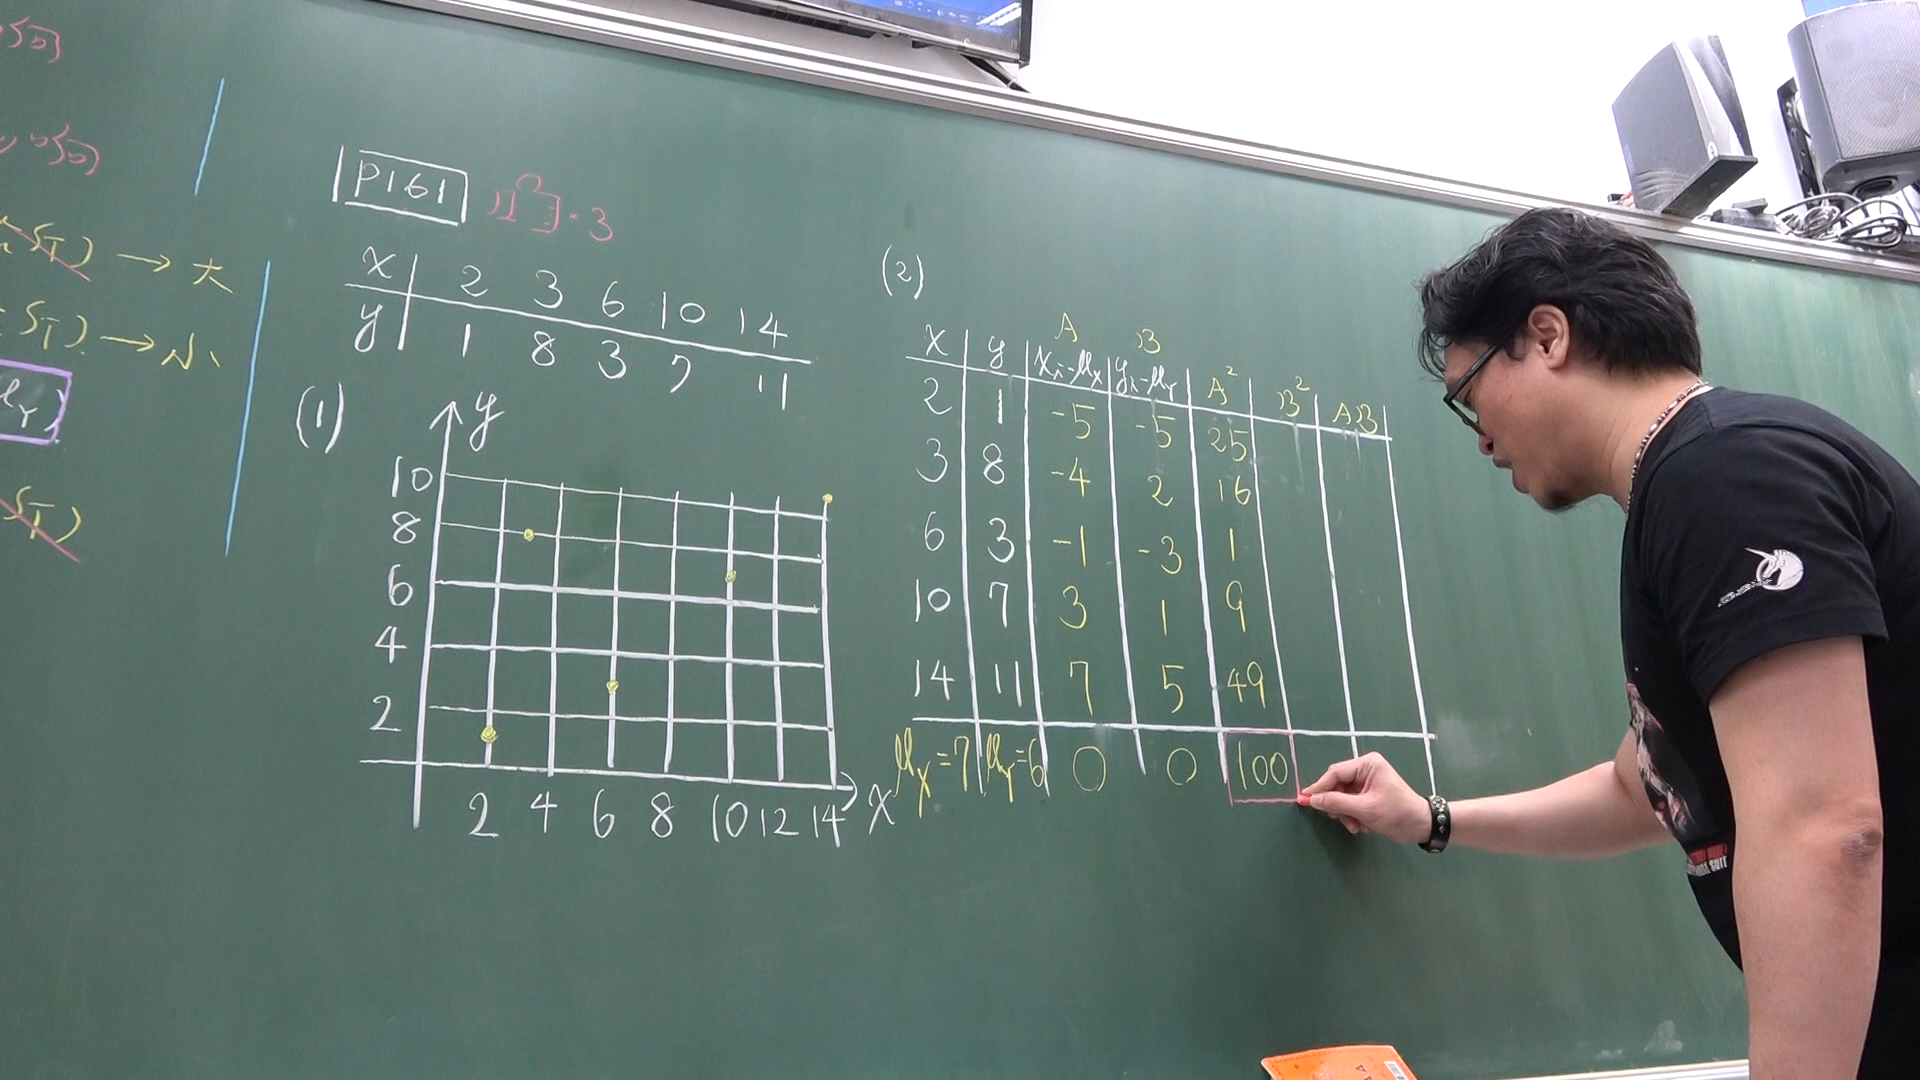 → 大
→ 小
P161
x 2 3 6 10 14
y 1 8 3 7 11
(1)
y
10
8
6
4
2
2 4 6 8 10 12 14 x
(2)
A B
x y xᵢ-μₓ yᵢ-μᵧ A² B² AB
2 1 -5 -5 25
3 8 -4 2 16
6 3 -1 -3 1
10 7 3 1 9
14 11 7 5 49
μₓ=7 μᵧ=6 0 0 100